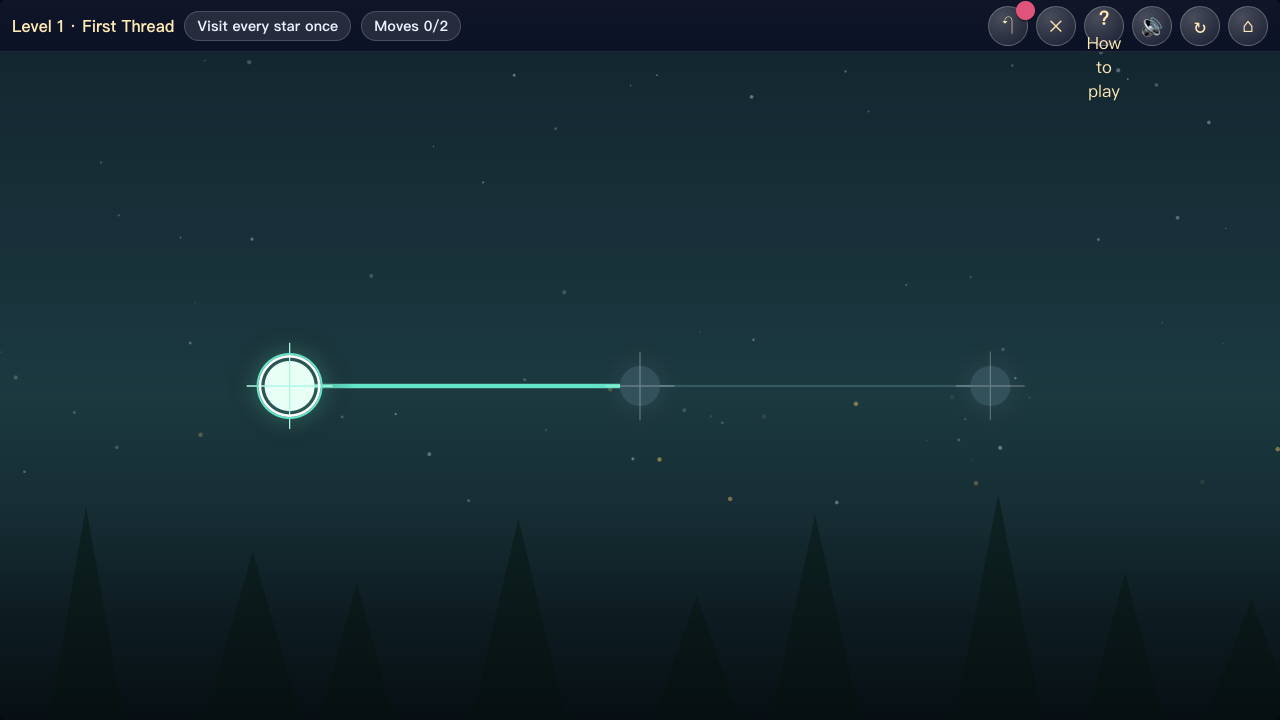 Level 1 · First Thread
Visit every star once
Moves 0/2
?
How
to
play